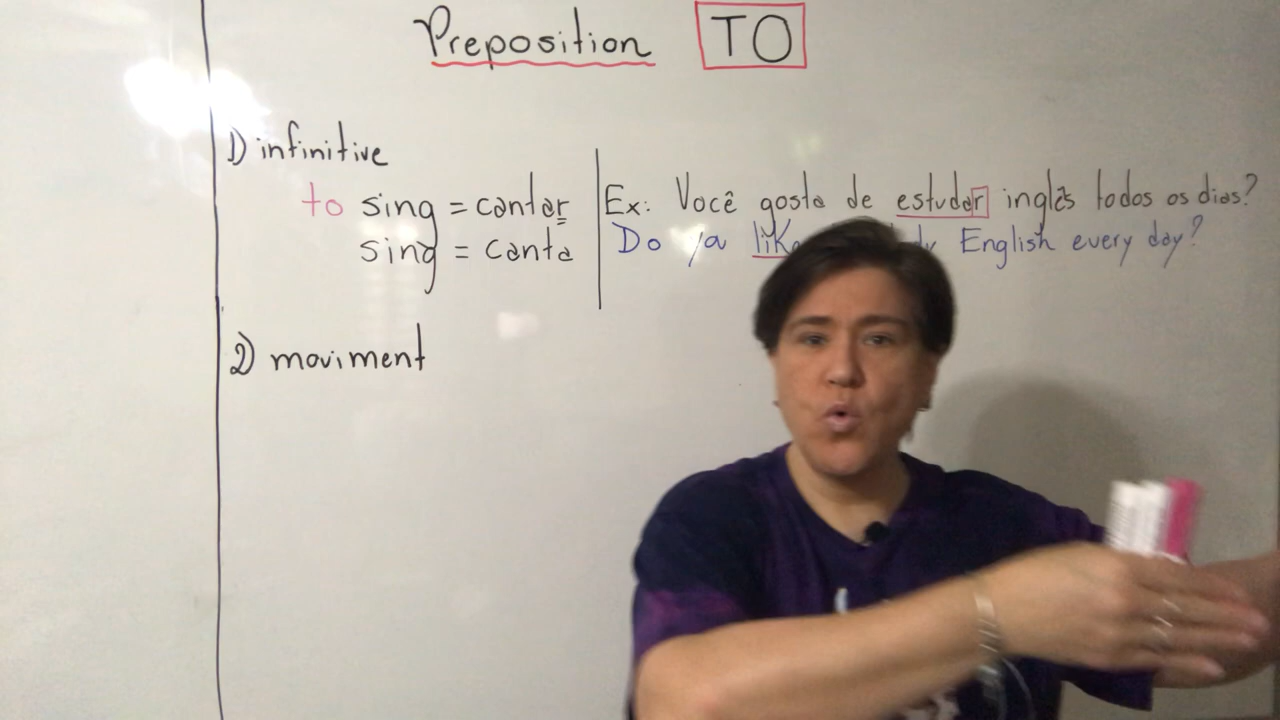 Preposition TO
1) infinitive
to sing = cantar
sing = canta
Ex: Você gosta de estudar inglês todos os dias?
Do ya English every day?
2) moviment